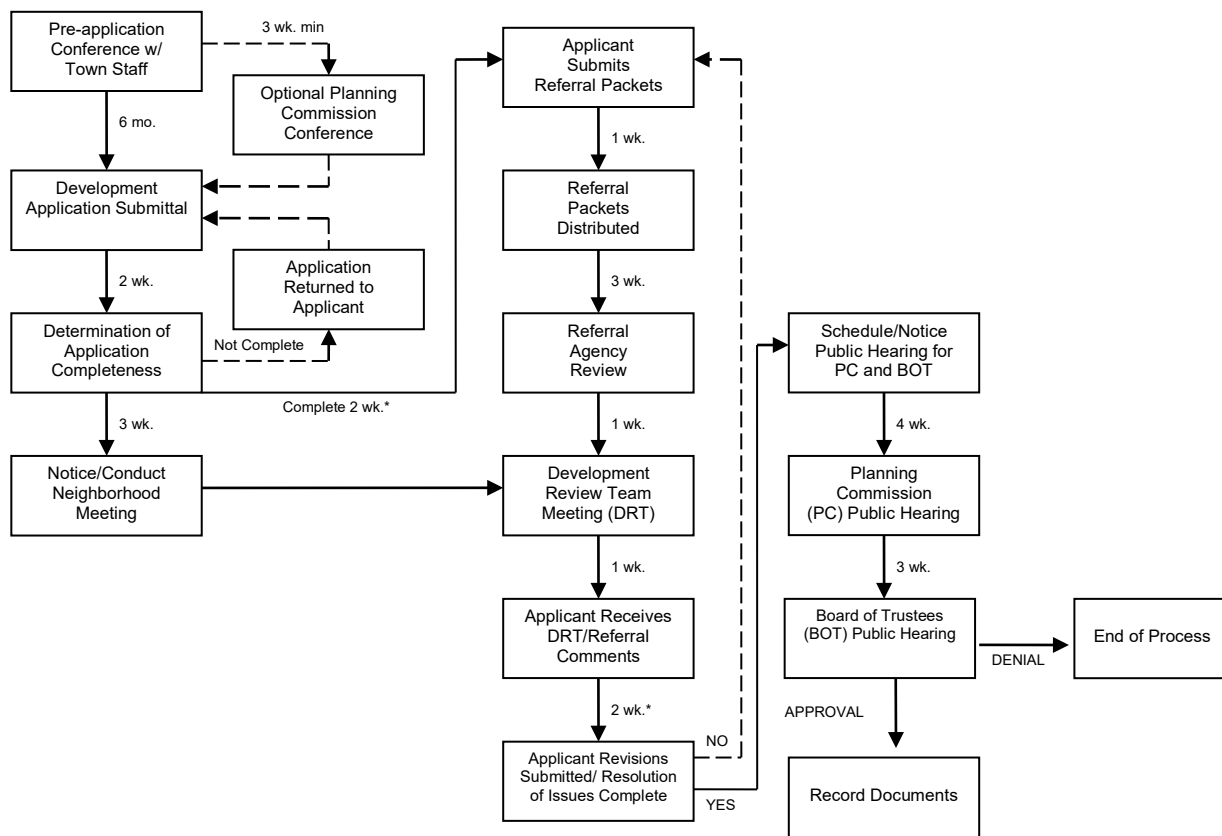 Pre-application
Conference w/
Town Staff
3 wk. min
Optional Planning
Commission
Conference
6 mo.
Development
Application Submittal
2 wk.
Application
Returned to
Applicant
Determination of
Application
Completeness
Not Complete
Complete 2 wk.*
3 wk.
Notice/Conduct
Neighborhood
Meeting
Applicant
Submits
Referral Packets
1 wk.
Referral
Packets
Distributed
3 wk.
Referral
Agency
Review
1 wk.
Development
Review Team
Meeting (DRT)
1 wk.
Applicant Receives
DRT/Referral
Comments
2 wk.*
Applicant Revisions
Submitted/ Resolution
of Issues Complete
NO
YES
Schedule/Notice
Public Hearing for
PC and BOT
4 wk.
Planning
Commission
(PC) Public Hearing
3 wk.
Board of Trustees
(BOT) Public Hearing
DENIAL
End of Process
APPROVAL
Record Documents